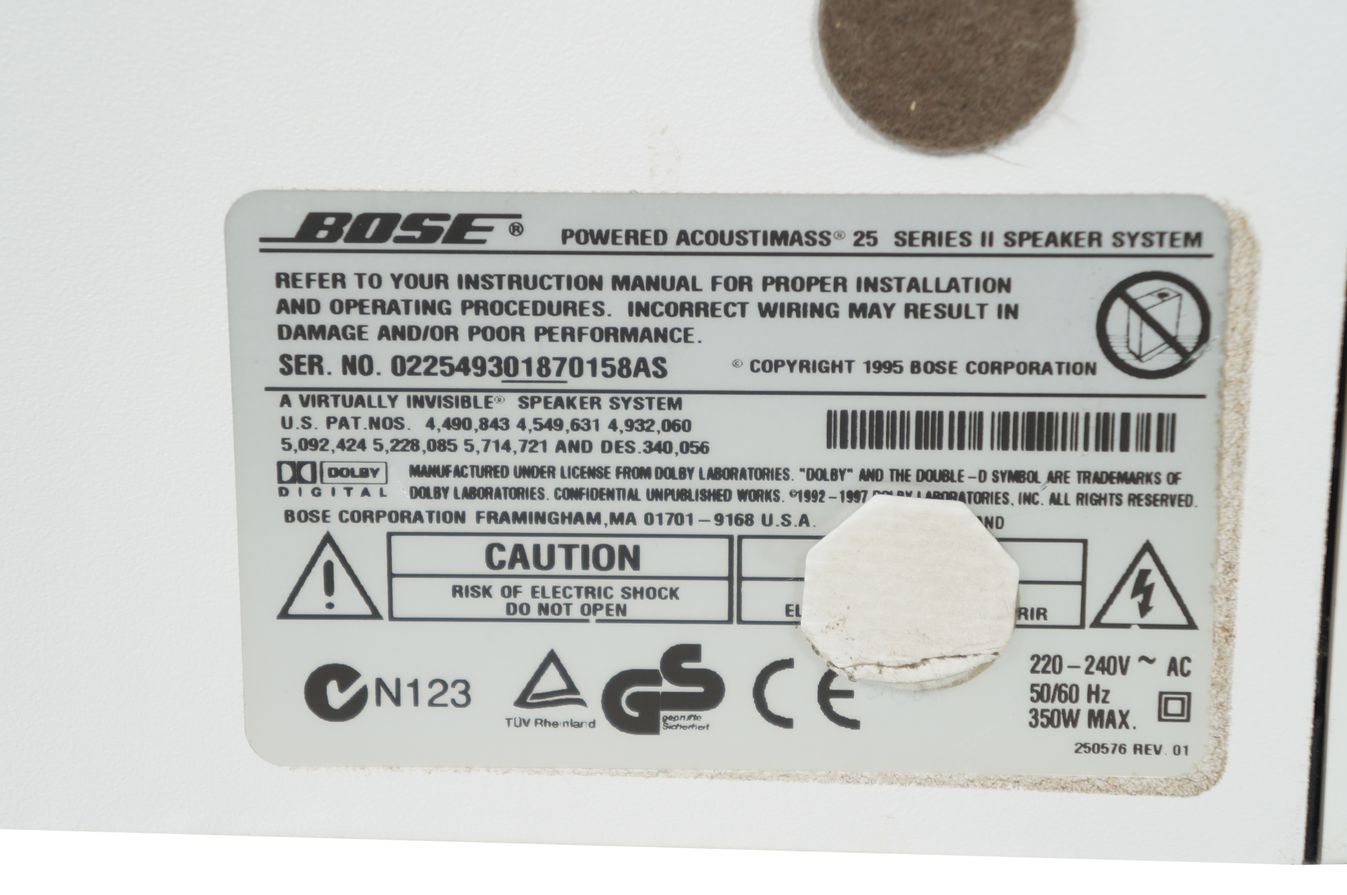 BOSE® POWERED ACOUSTIMASS® 25 SERIES II SPEAKER SYSTEM
REFER TO YOUR INSTRUCTION MANUAL FOR PROPER INSTALLATION
AND OPERATING PROCEDURES. INCORRECT WIRING MAY RESULT IN
DAMAGE AND/OR POOR PERFORMANCE.
SER. NO. 022549301870158AS © COPYRIGHT 1995 BOSE CORPORATION
A VIRTUALLY INVISIBLE® SPEAKER SYSTEM
U.S. PAT.NOS. 4,490,843 4,549,631 4,932,060
5,092,424 5,228,085 5,714,721 AND DES.340,056
DOLBY
DIGITAL
MANUFACTURED UNDER LICENSE FROM DOLBY LABORATORIES. "DOLBY" AND THE DOUBLE-D SYMBOL ARE TRADEMARKS OF
DOLBY LABORATORIES. CONFIDENTIAL UNPUBLISHED WORKS. ©1992-1997 DOLBY LABORATORIES, INC. ALL RIGHTS RESERVED.
BOSE CORPORATION FRAMINGHAM,MA 01701-9168 U.S.A.
CAUTION
RISK OF ELECTRIC SHOCK
DO NOT OPEN
N123
TÜV Rheinland
GS
geprüfte
Sicherheit
CE
220-240V ~ AC
50/60 Hz
350W MAX.
250576 REV. 01